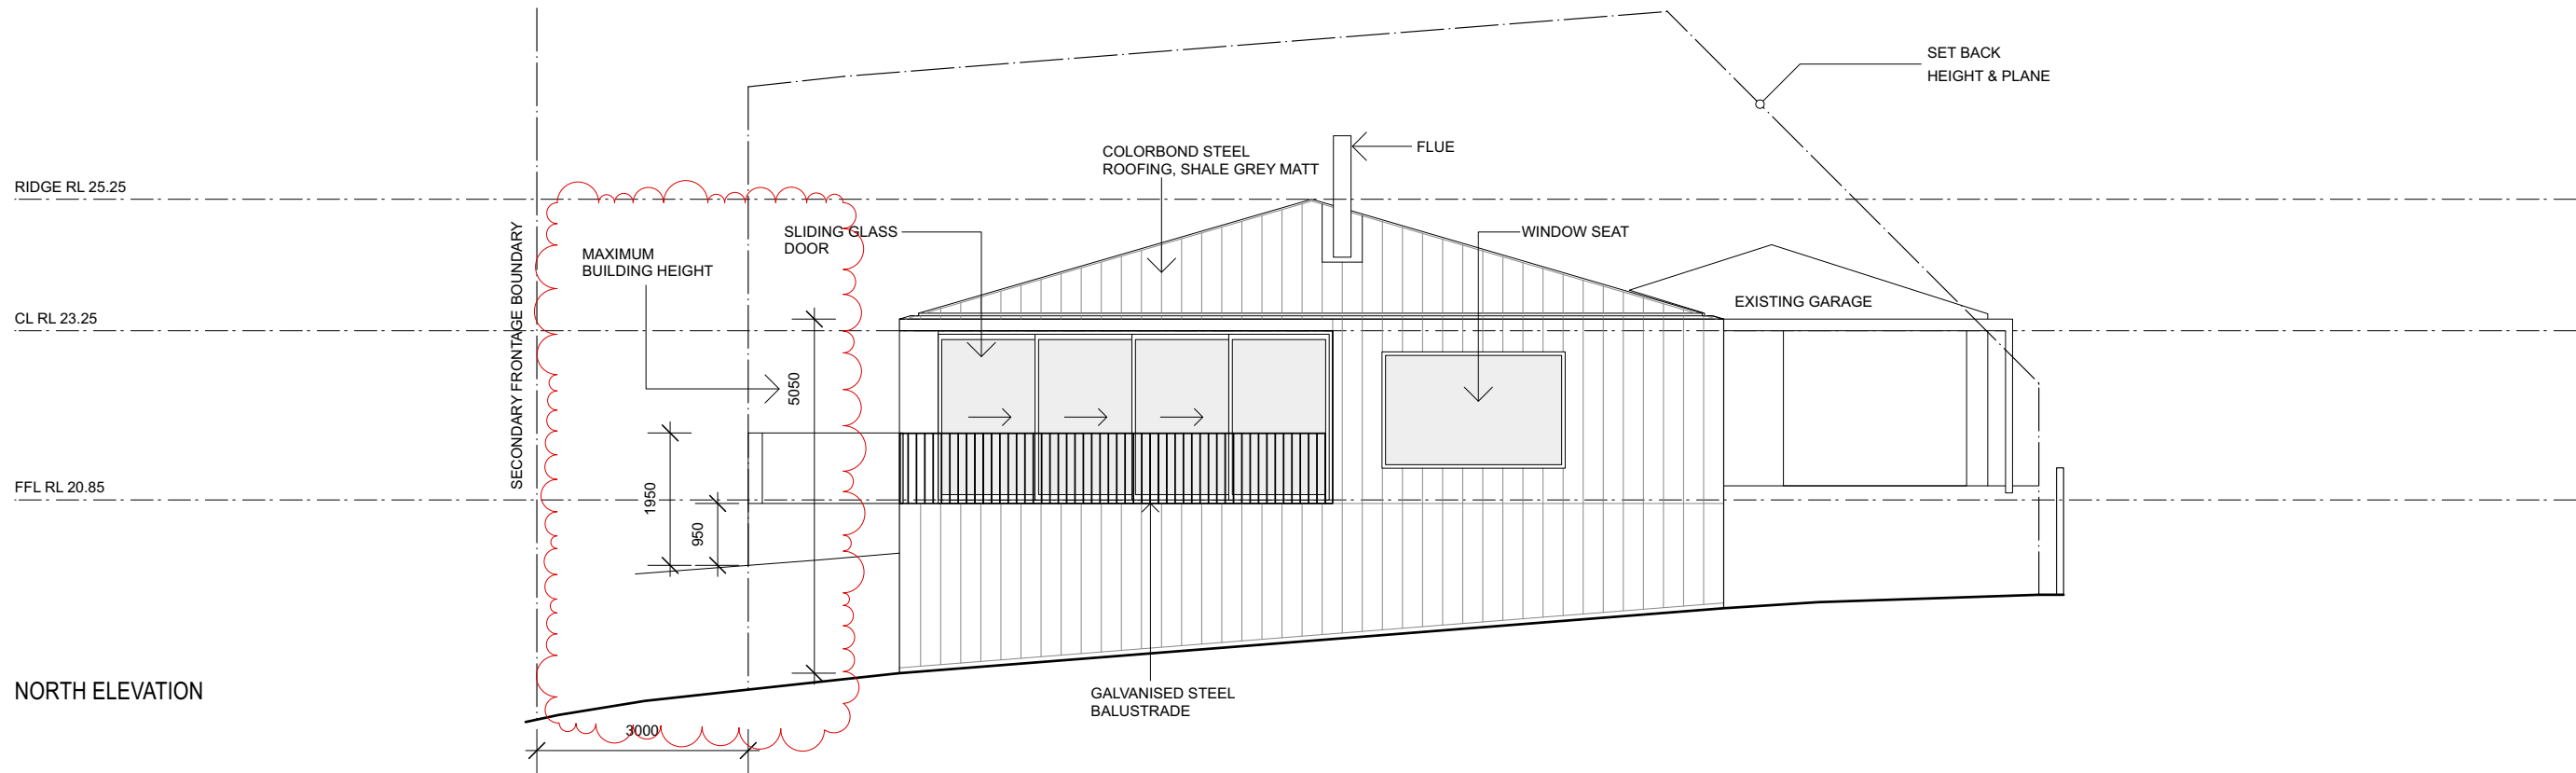 SET BACK
HEIGHT & PLANE
FLUE
COLORBOND STEEL
ROOFING, SHALE GREY MATT
RIDGE RL 25.25
SLIDING GLASS
DOOR
WINDOW SEAT
MAXIMUM
BUILDING HEIGHT
SECONDARY FRONTAGE BOUNDARY
EXISTING GARAGE
CL RL 23.25
5050
FFL RL 20.85
1950
950
NORTH ELEVATION
GALVANISED STEEL
BALUSTRADE
3000